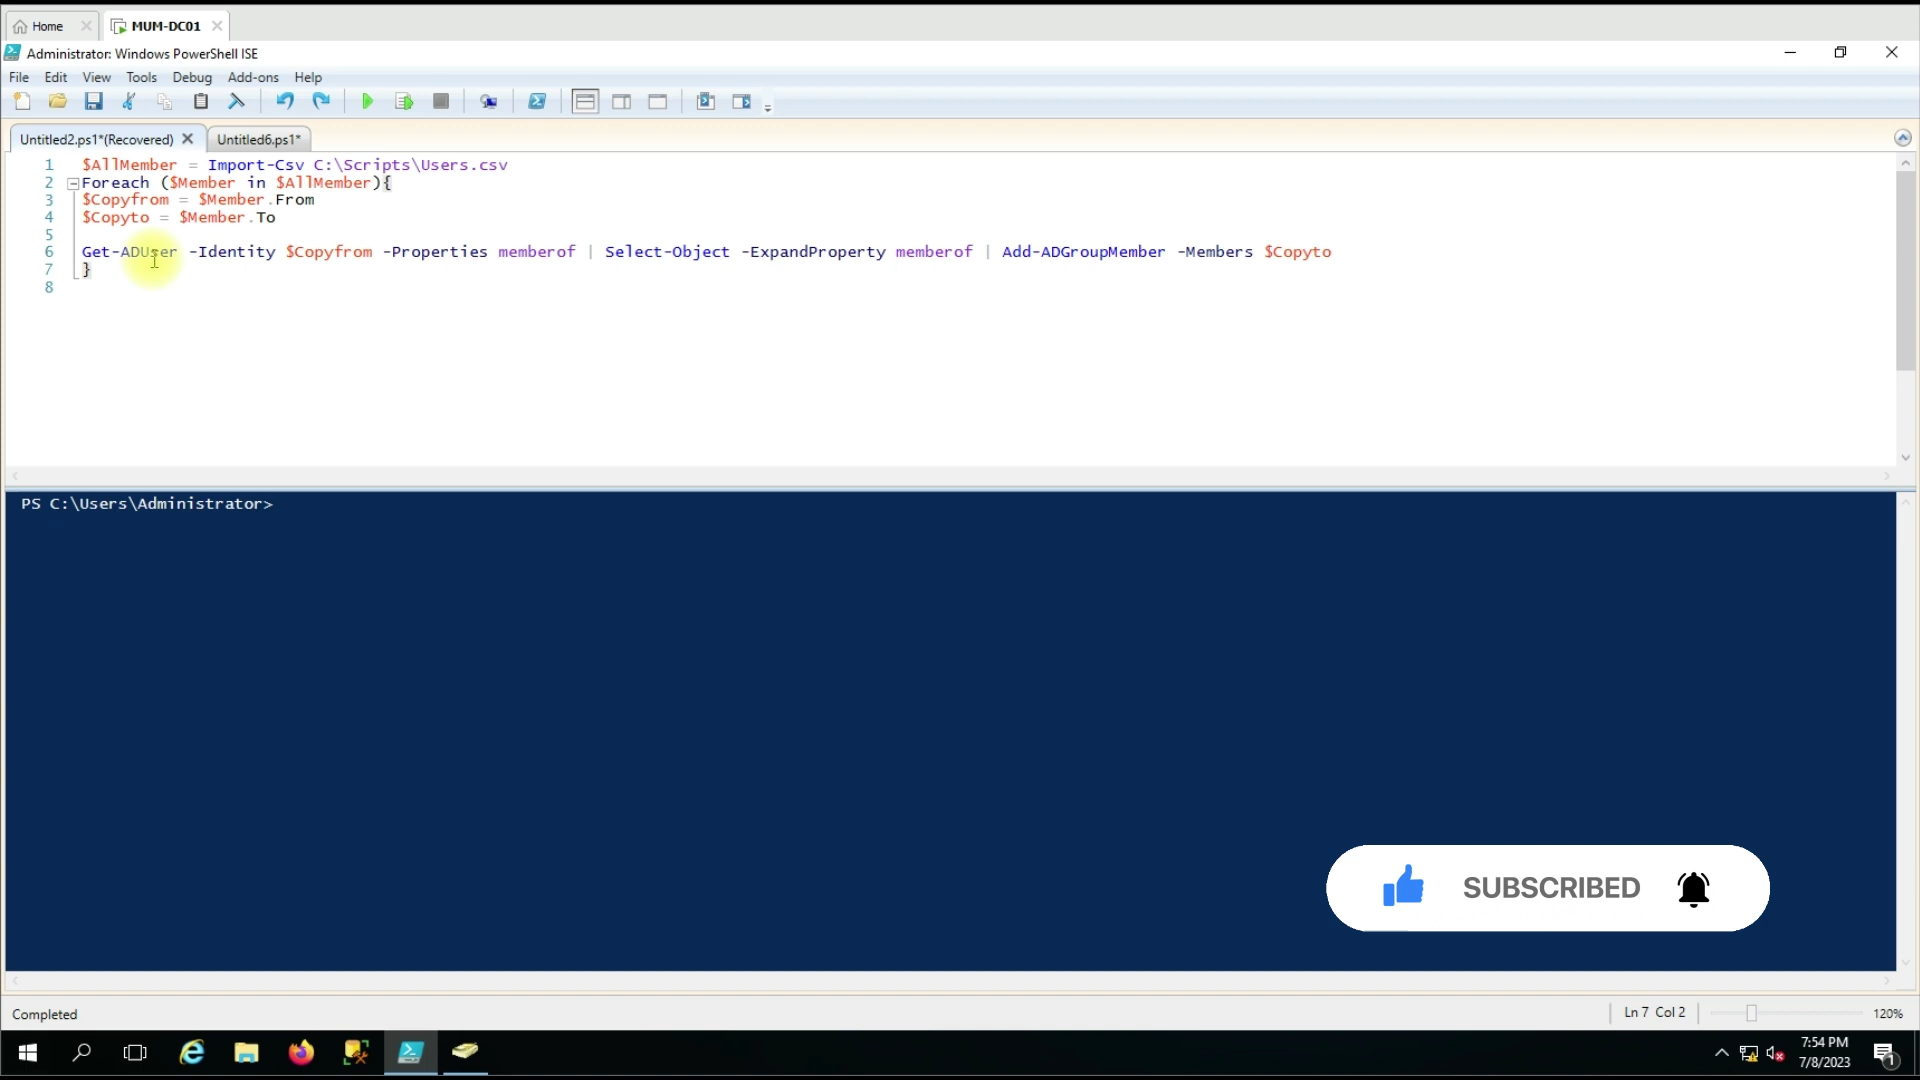 Home
MUM-DC01
Administrator: Windows PowerShell ISE
File Edit View Tools Debug Add-ons Help
Untitled2.ps1*(Recovered)
Untitled6.ps1*
1 $AllMember = Import-Csv C:\Scripts\Users.csv
2 Foreach ($Member in $AllMember){
3 $Copyfrom = $Member.From
4 $Copyto = $Member.To
5
6 Get-ADUser -Identity $Copyfrom -Properties memberof | Select-Object -ExpandProperty memberof | Add-ADGroupMember -Members $Copyto
7 }
8
PS C:\Users\Administrator>
SUBSCRIBED
Completed
Ln 7 Col 2
120%
7:54 PM
7/8/2023
1